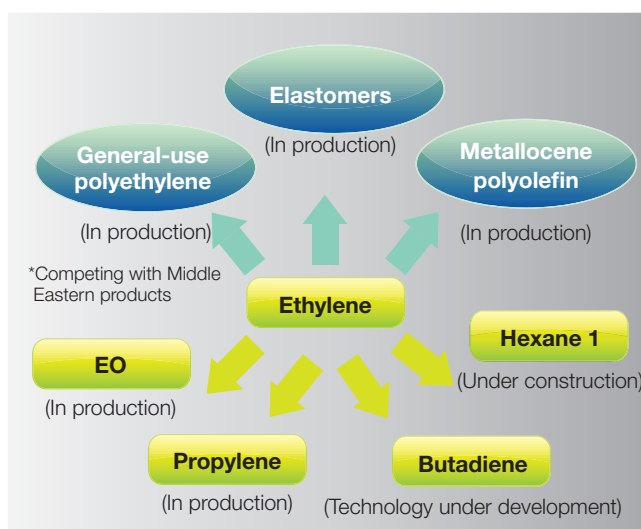 Elastomers
(In production)
General-use
polyethylene
(In production)
*Competing with Middle
Eastern products
Metallocene
polyolefin
(In production)
Ethylene
Hexane 1
(Under construction)
EO
(In production)
Propylene
(In production)
Butadiene
(Technology under development)